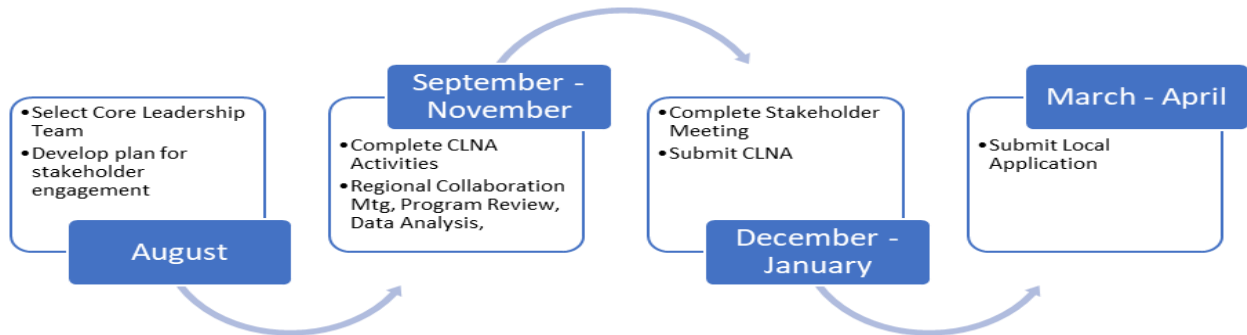 •Select Core Leadership
Team
•Develop plan for
stakeholder
engagement
August
September -
November
•Complete CLNA
Activities
•Regional Collaboration
Mtg, Program Review,
Data Analysis,
•Complete Stakeholder
Meeting
•Submit CLNA
December -
January
March - April
•Submit Local
Application